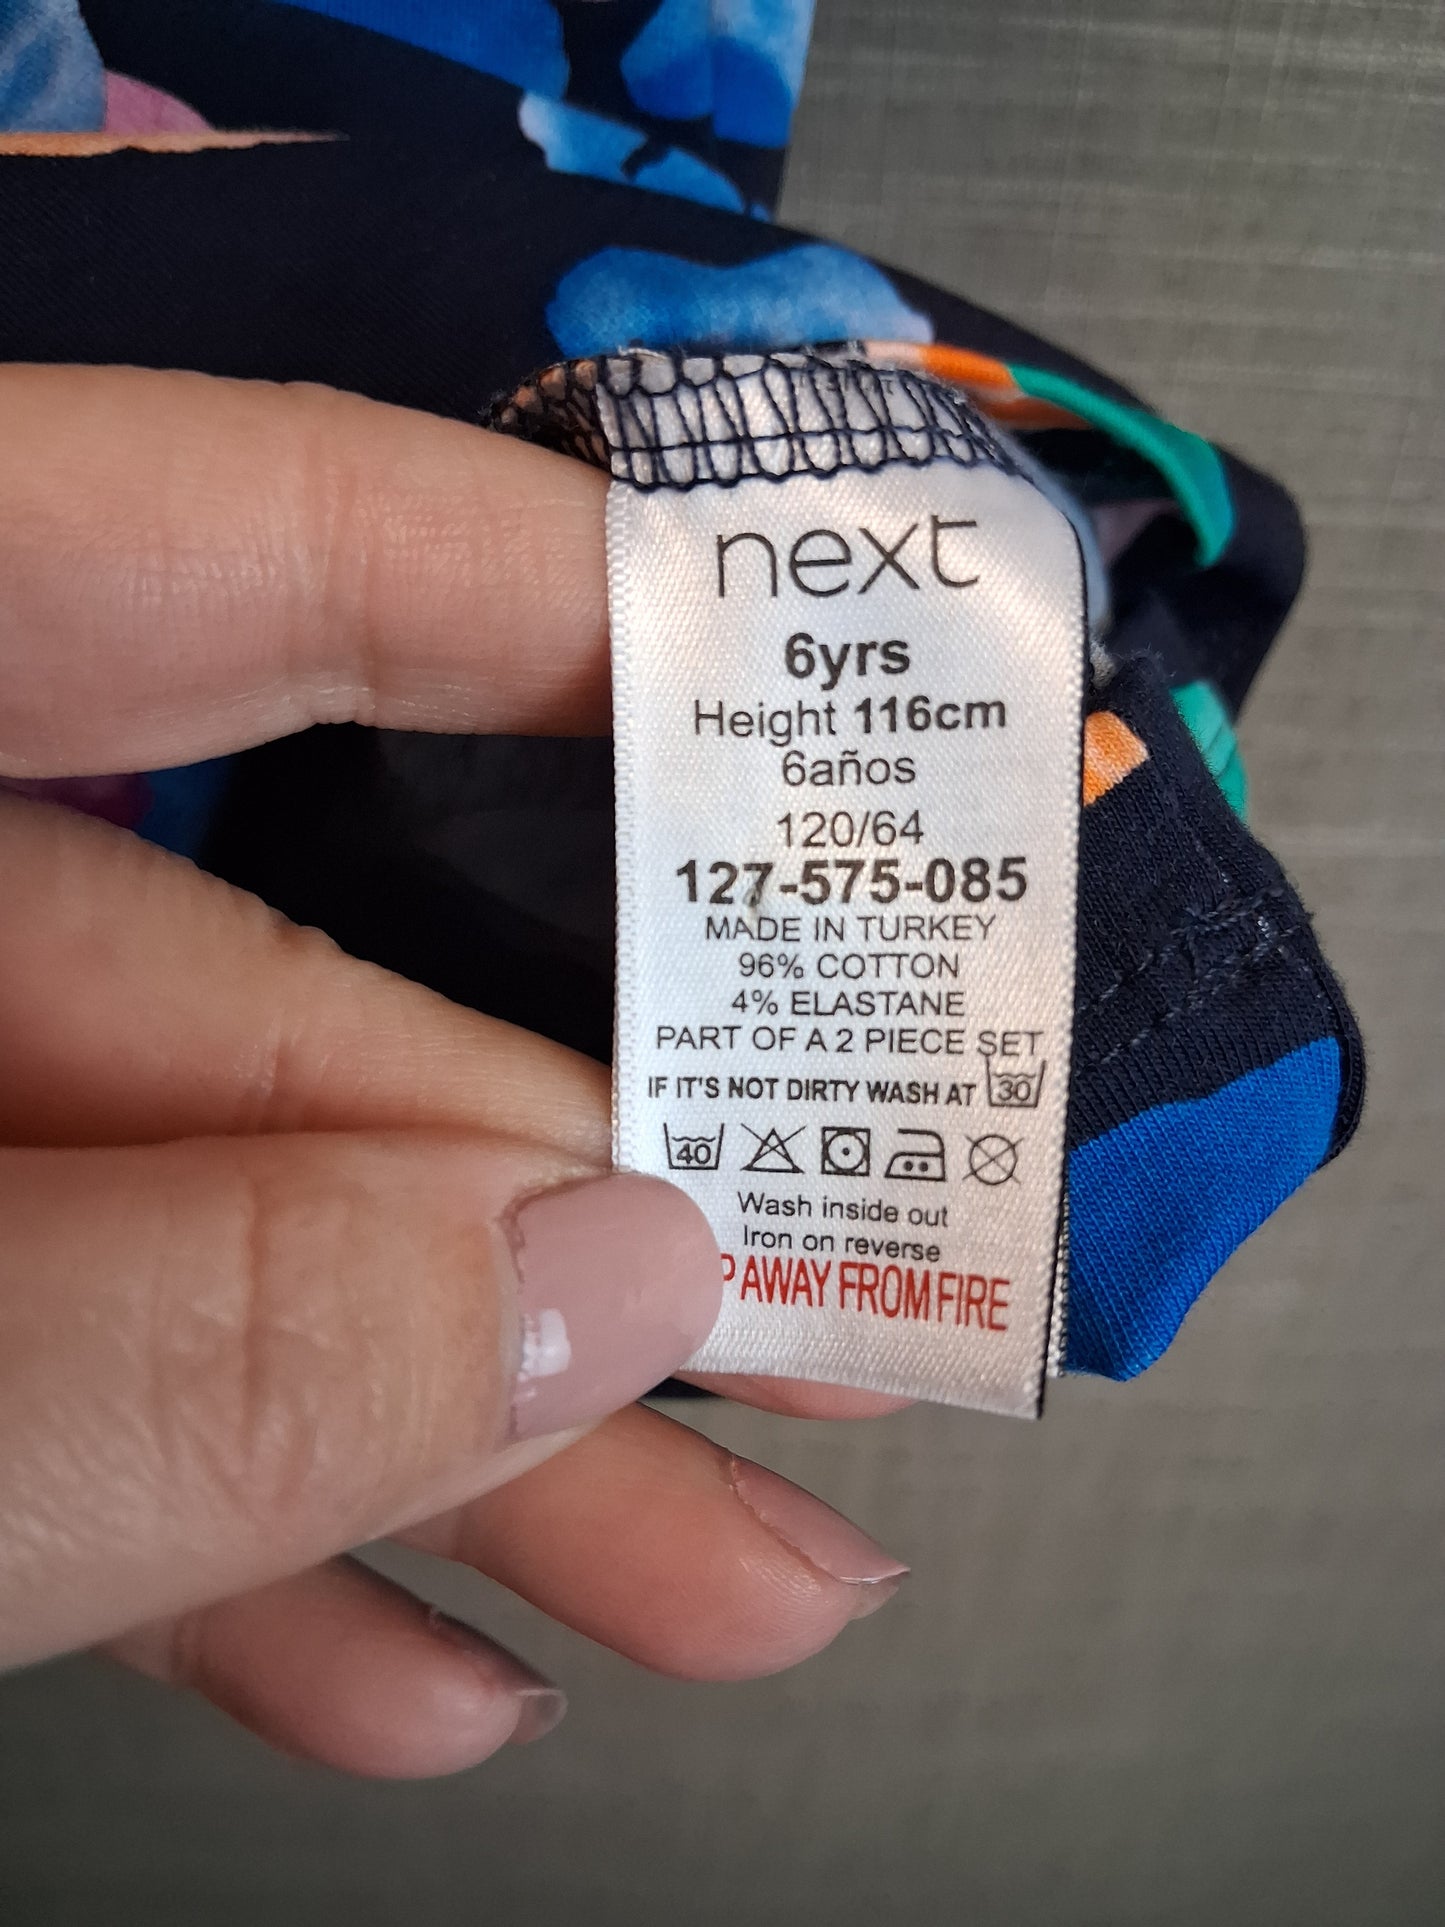 next
6yrs
Height 116cm
6años
120/64
127-575-085
MADE IN TURKEY
96% COTTON
4% ELASTANE
PART OF A 2 PIECE SET
IF IT'S NOT DIRTY WASH AT 30
40
Wash inside out
Iron on reverse
P AWAY FROM FIRE